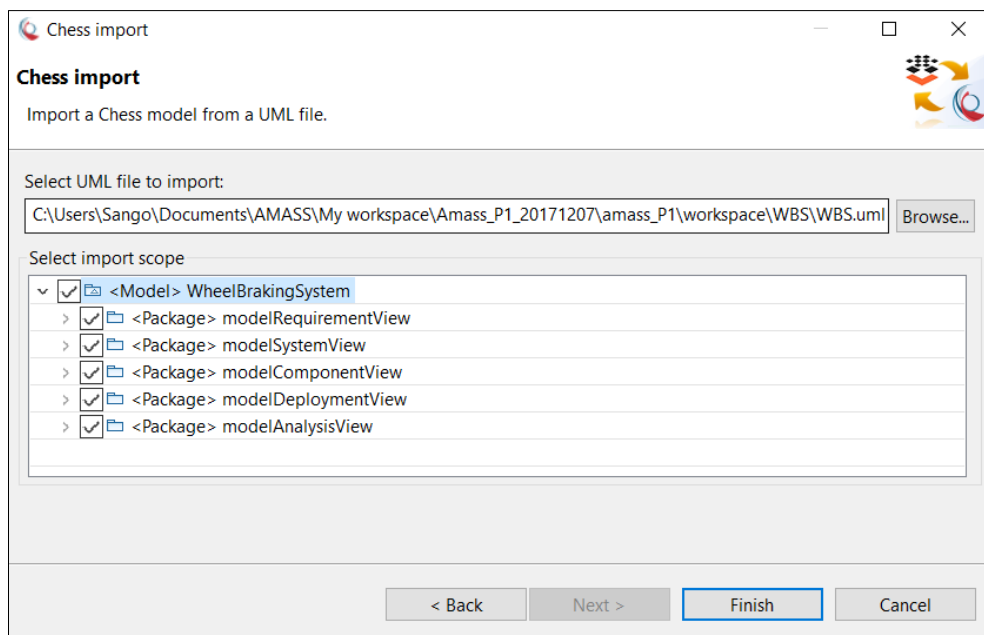 Chess import
Chess import
Import a Chess model from a UML file.
Select UML file to import:
C:\Users\Sango\Documents\AMASS\My workspace\Amass_P1_20171207\amass_P1\workspace\WBS\WBS.uml Browse...
Select import scope
<Model> WheelBrakingSystem
<Package> modelRequirementView
<Package> modelSystemView
<Package> modelComponentView
<Package> modelDeploymentView
<Package> modelAnalysisView
< Back Next > Finish Cancel